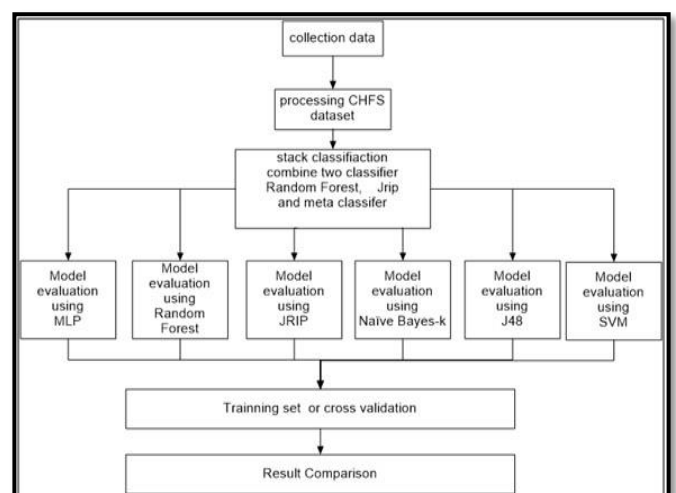 collection data
processing CHFS
dataset
stack classifiaction
combine two classifier
Random Forest, Jrip
and meta classifer
Model
evaluation
using
MLP
Model
evaluation
using
Random
Forest
Model
evaluation
using
JRIP
Model
evaluation
using
Naïve Bayes-k
Model
evaluation
using
J48
Model
evaluation
using
SVM
Trainning set or cross validation
Result Comparison